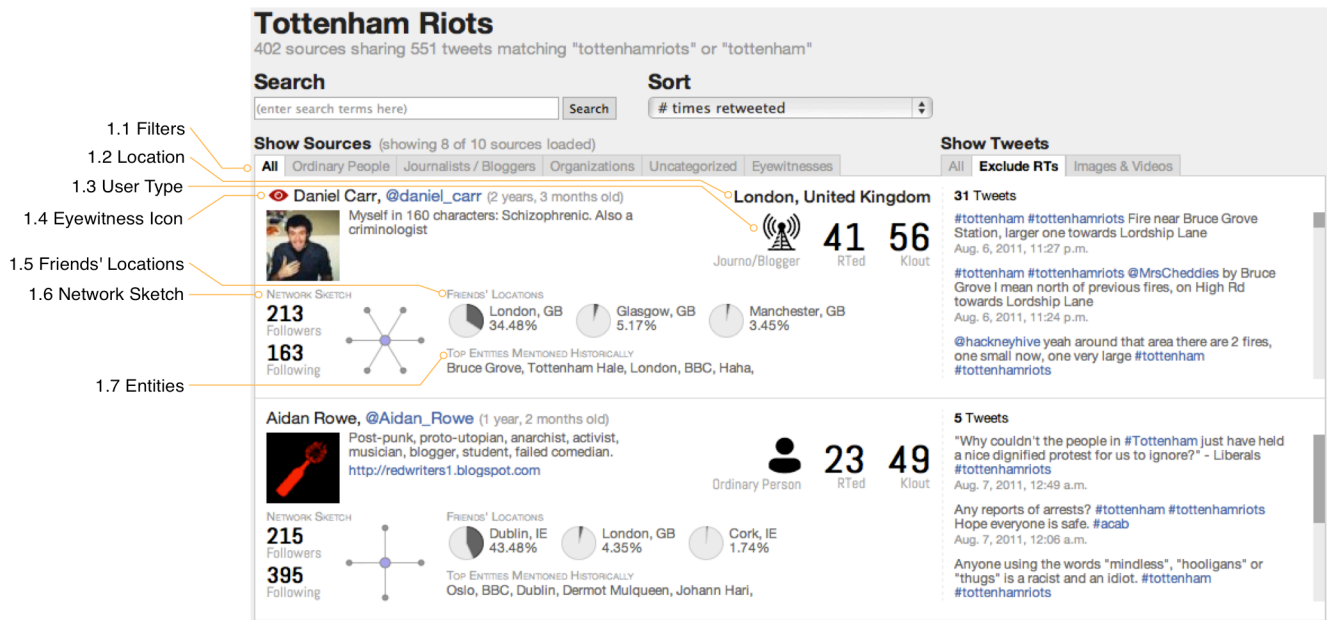 Tottenham Riots
402 sources sharing 551 tweets matching "tottenhamriots" or "tottenham"
Search
Sort
(enter search terms here)
Search
# times retweeted
1.1 Filters
1.2 Location
1.3 User Type
1.4 Eyewitness Icon
1.5 Friends' Locations
1.6 Network Sketch
1.7 Entities
Show Sources (showing 8 of 10 sources loaded)
All
Ordinary People
Journalists / Bloggers
Organizations
Uncategorized
Eyewitnesses
Show Tweets
All
Exclude RTs
Images & Videos
Daniel Carr, @daniel_carr (2 years, 3 months old)
Myself in 160 characters: Schizophrenic. Also a
criminologist
London, United Kingdom
Journo/Blogger
41
RTed
56
Klout
Network Sketch
213
Followers
163
Following
Friends' Locations
London, GB
34.48%
Glasgow, GB
5.17%
Manchester, GB
3.45%
Top Entities Mentioned Historically
Bruce Grove, Tottenham Hale, London, BBC, Haha,
31 Tweets
#tottenham #tottenhamriots Fire near Bruce Grove
Station, larger one towards Lordship Lane
Aug. 6, 2011, 11:27 p.m.
#tottenham #tottenhamriots @MrsCheddies by Bruce
Grove I mean north of previous fires, on High Rd
towards Lordship Lane
Aug. 6, 2011, 11:24 p.m.
@hackneyhive yeah around that area there are 2 fires,
one small now, one very large #tottenham
#tottenhamriots
Aidan Rowe, @Aidan_Rowe (1 year, 2 months old)
Post-punk, proto-utopian, anarchist, activist,
musician, blogger, student, failed comedian.
http://redwriters1.blogspot.com
Ordinary Person
23
RTed
49
Klout
Network Sketch
215
Followers
395
Following
Friends' Locations
Dublin, IE
43.48%
London, GB
4.35%
Cork, IE
1.74%
Top Entities Mentioned Historically
Oslo, BBC, Dublin, Dermot Mulqueen, Johann Hari,
5 Tweets
"Why couldn't the people in #Tottenham just have held
a nice dignified protest for us to ignore?" - Liberals
#tottenhamriots
Aug. 7, 2011, 12:49 a.m.
Any reports of arrests? #tottenham #tottenhamriots
Hope everyone is safe. #acab
Aug. 7, 2011, 12:06 a.m.
Anyone using the words "mindless", "hooligans" or
"thugs" is a racist and an idiot. #tottenham
#tottenhamriots